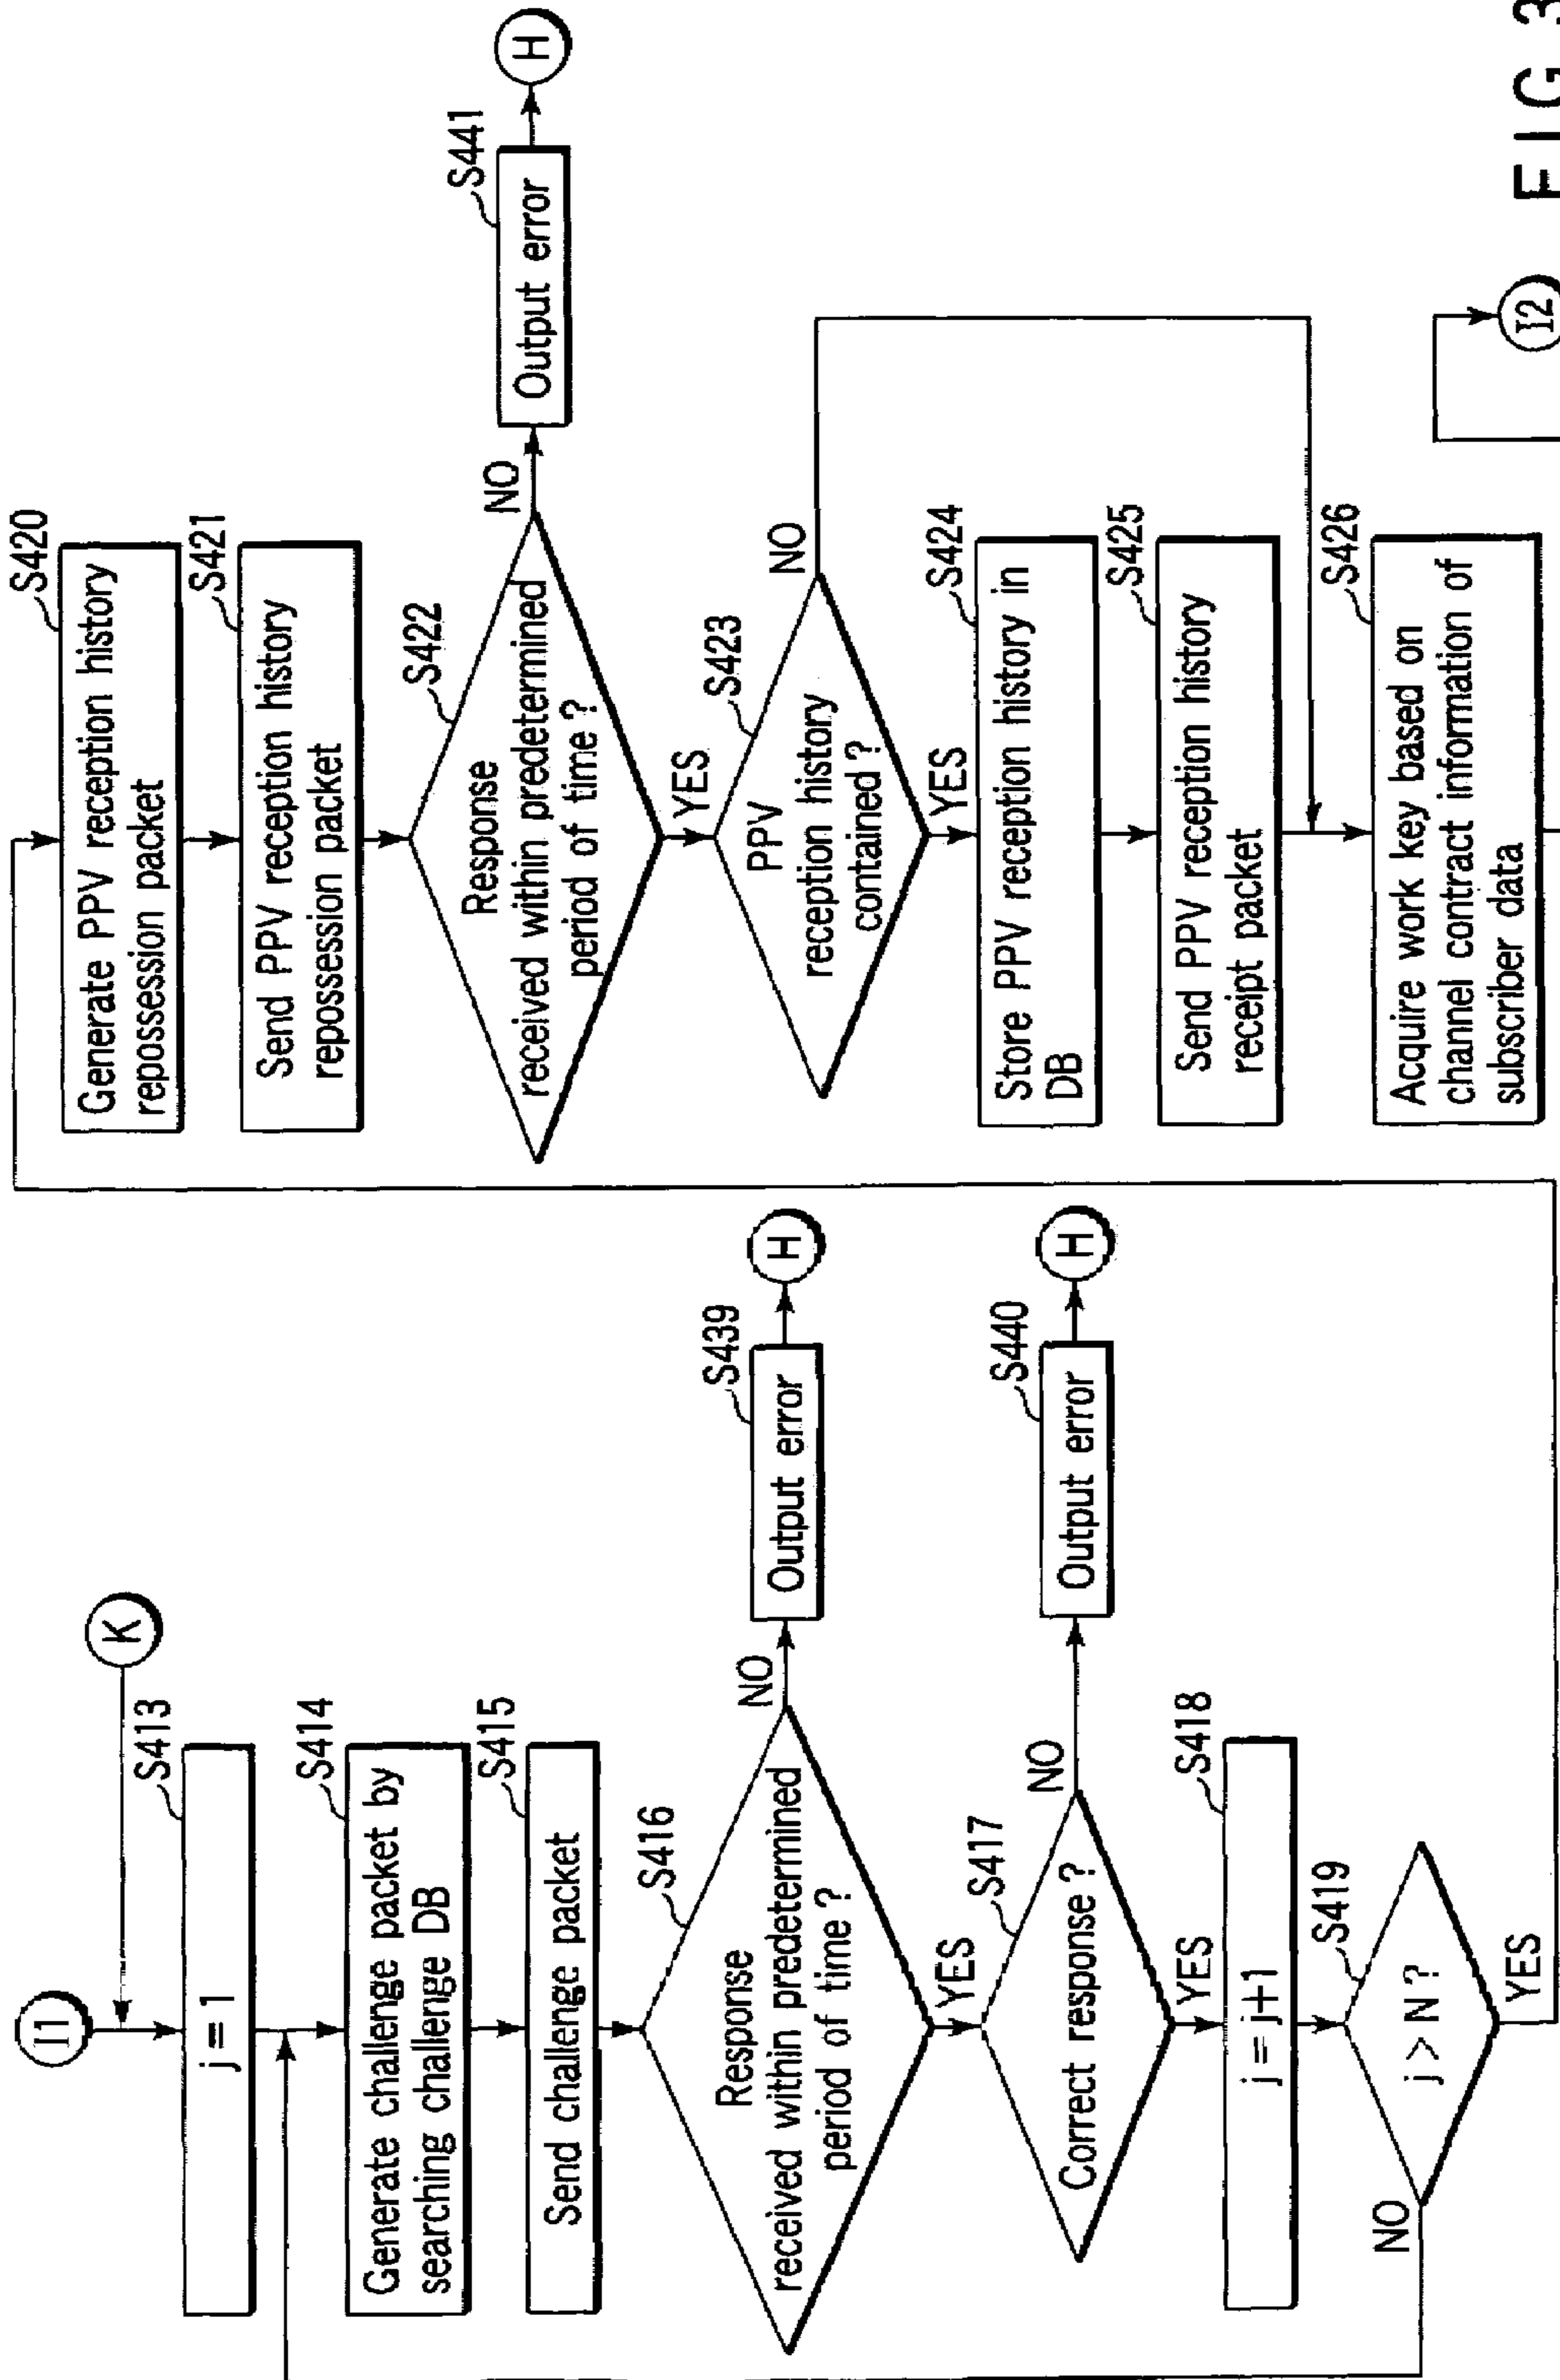 I1
K
S413
j = 1
S414
Generate challenge packet by
searching challenge DB
S415
Send challenge packet
S416
Response
received within predetermined
period of time ?
NO
S439
Output error
H
YES
S417
Correct response ?
NO
S440
Output error
H
YES
S418
j = j+1
S419
j > N ?
NO
YES
S420
Generate PPV reception history
repossession packet
S421
Send PPV reception history
repossession packet
S422
Response
received within predetermined
period of time ?
NO
S441
Output error
H
YES
S423
PPV
reception history
contained ?
NO
YES
S424
Store PPV reception history in
DB
S425
Send PPV reception history
receipt packet
S426
Acquire work key based on
channel contract information of
subscriber data
I2
FIG 3